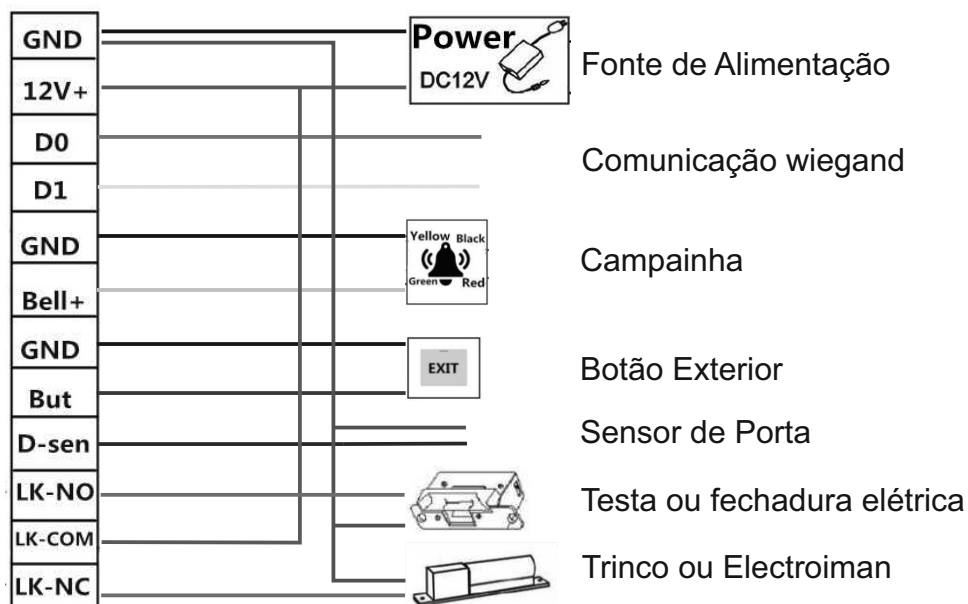 GND
Power
DC12V
Fonte de Alimentação
12V+
D0
Comunicação wiegand
D1
GND
Yellow Black
Green Red
Campainha
Bell+
GND
EXIT
Botão Exterior
But
D-sen
Sensor de Porta
LK-NO
Testa ou fechadura elétrica
LK-COM
Trinco ou Electroiman
LK-NC